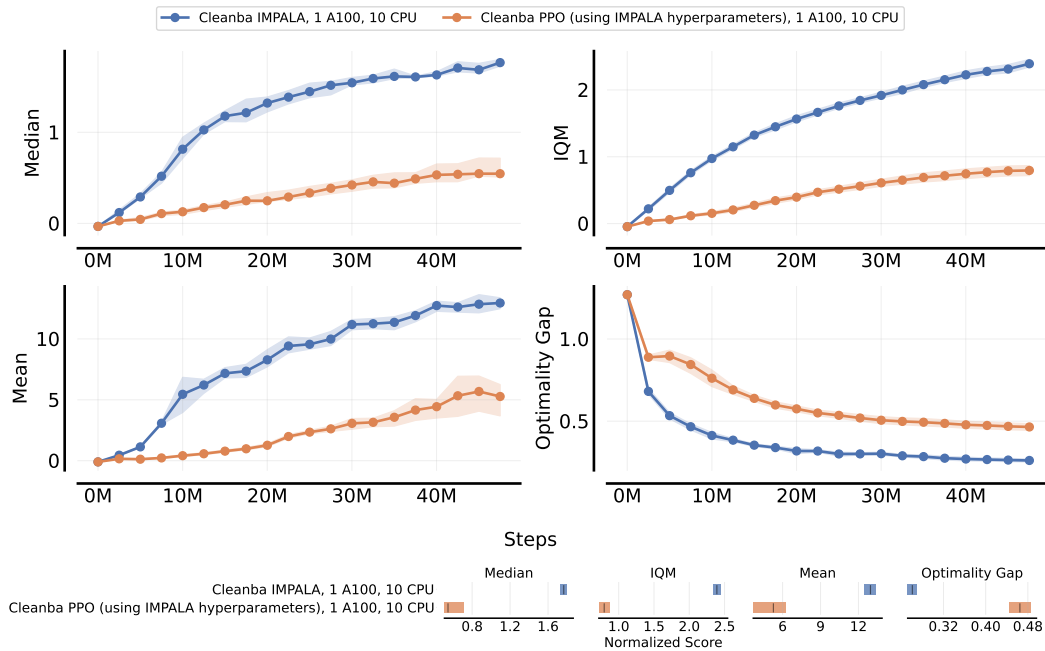 Cleanba IMPALA, 1 A100, 10 CPU
Cleanba PPO (using IMPALA hyperparameters), 1 A100, 10 CPU
Median
1
0
0M 10M 20M 30M 40M
IQM
2
1
0
0M 10M 20M 30M 40M
Mean
10
5
0
0M 10M 20M 30M 40M
Optimality Gap
1.0
0.5
0M 10M 20M 30M 40M
Steps
Median IQM Mean Optimality Gap
Cleanba IMPALA, 1 A100, 10 CPU
Cleanba PPO (using IMPALA hyperparameters), 1 A100, 10 CPU
0.8 1.2 1.6 1.0 1.5 2.0 2.5 6 9 12 0.32 0.40 0.48
Normalized Score